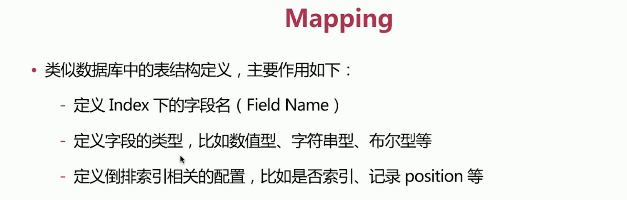 Mapping
• 类似数据库中的表结构定义，主要作用如下：
- 定义 Index 下的字段名（Field Name）
- 定义字段的类型，比如数值型、字符串型、布尔型等
- 定义倒排索引相关的配置，比如是否索引、记录 position 等